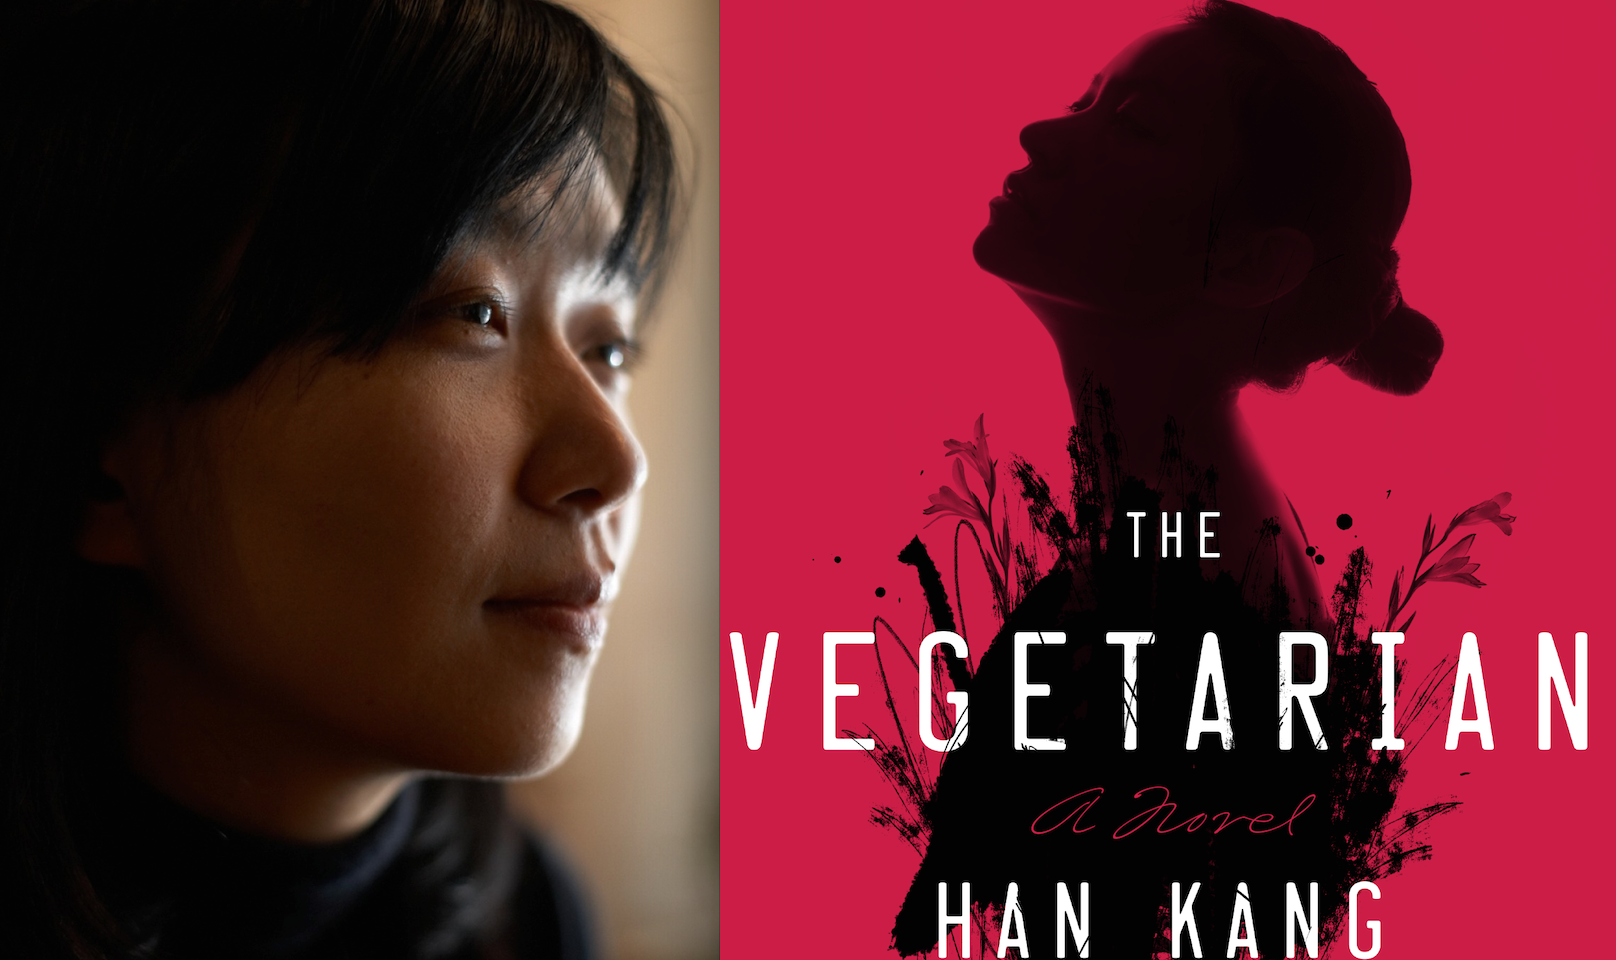 THE
VEGETARIAN
a Novel
HAN KANG